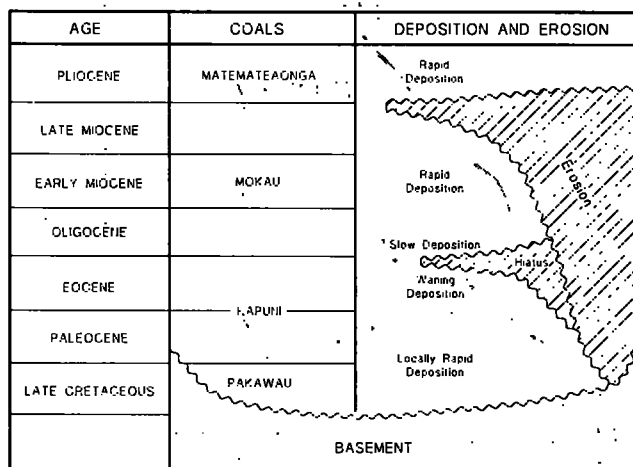 AGE
COALS
DEPOSITION AND EROSION
PLIOCENE
MATEMATEAONGA
Rapid
Deposition
LATE MIOCENE
EARLY MIOCENE
MOKAU
Rapid
Deposition
Erosion
OLIGOCENE
Slow Deposition
Hiatus
Waning
Deposition
EOCENE
KAPUNI
PALEOCENE
Locally Rapid
Deposition
LATE CRETACEOUS
PAKAWAU
BASEMENT